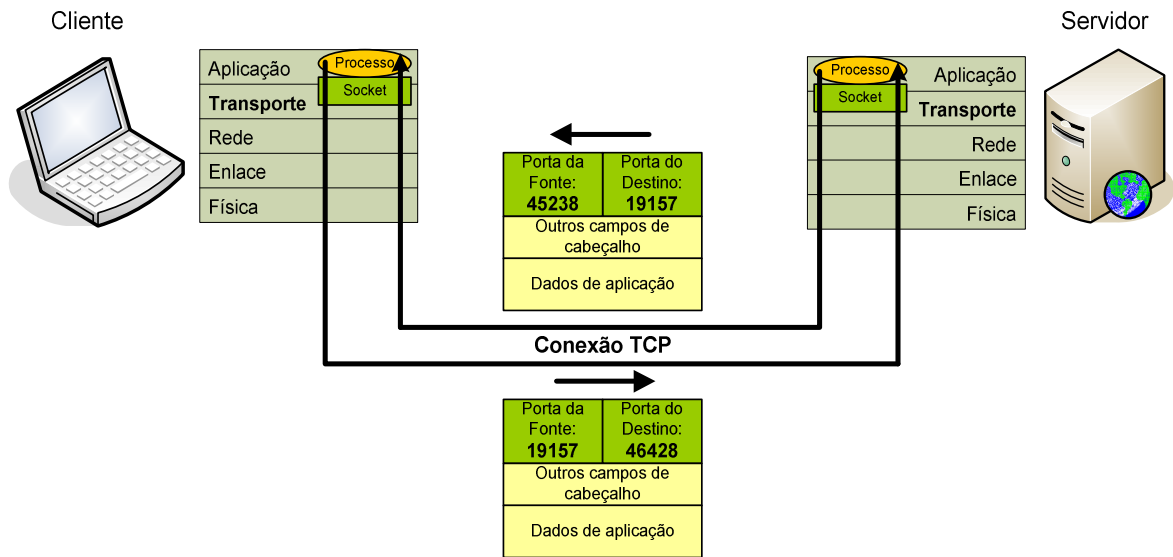 Cliente
Servidor
Aplicação
Processo
Transporte
Socket
Rede
Enlace
Física
Processo
Aplicação
Socket
Transporte
Rede
Enlace
Física
Porta da
Fonte:
45238
Porta do
Destino:
19157
Outros campos de
cabeçalho
Dados de aplicação
Conexão TCP
Porta da
Fonte:
19157
Porta do
Destino:
46428
Outros campos de
cabeçalho
Dados de aplicação